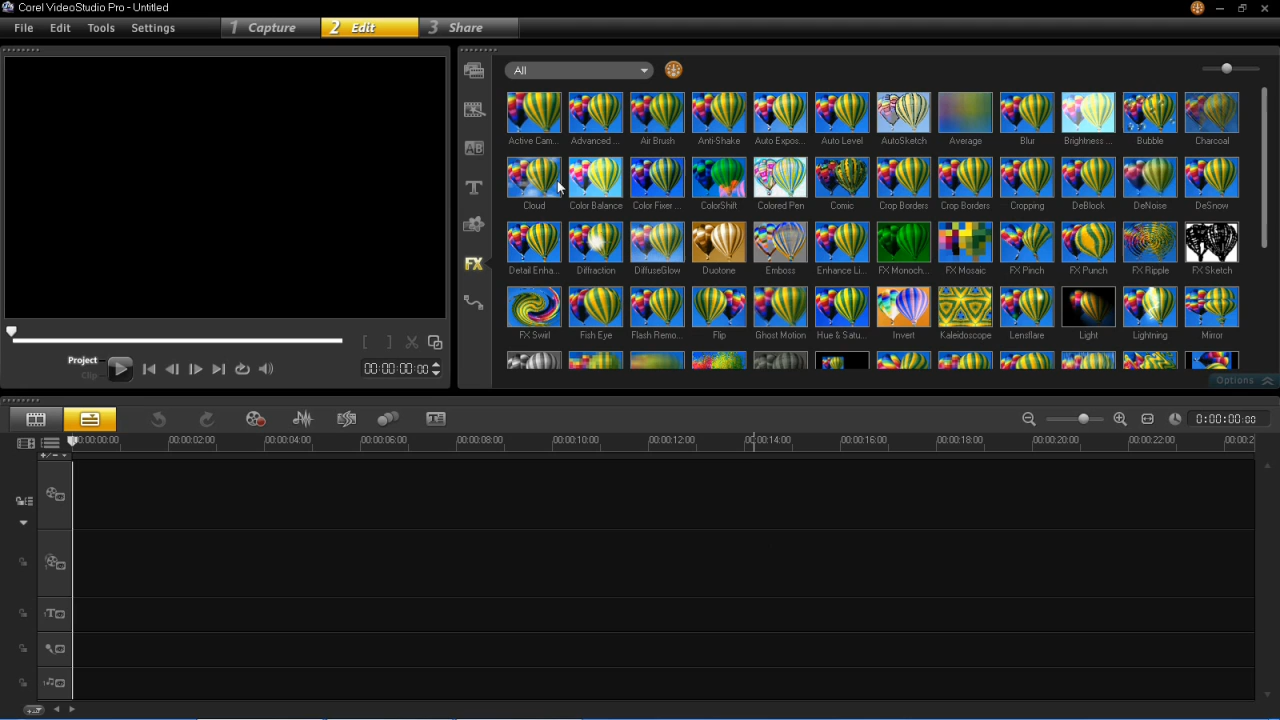 Corel VideoStudio Pro - Untitled
File Edit Tools Settings 1 Capture 2 Edit 3 Share
All
Active Cam... Advanced ... Air Brush Anti-Shake Auto Expos... Auto Level AutoSketch Average Blur Brightness ... Bubble Charcoal
Cloud Color Balance Color Fixer ... ColorShift Colored Pen Comic Crop Borders Crop Borders Cropping DeBlock DeNoise DeSnow
Detail Enha... Diffraction DiffuseGlow Duotone Emboss Enhance Li... FX Monoch... FX Mosaic FX Pinch FX Punch FX Ripple FX Sketch
FX Swirl Fish Eye Flash Remo... Flip Ghost Motion Hue & Satu... Invert Kaleidoscope Lensflare Light Lightning Mirror
AB
T
FX
Project
Clip
00:00:00:00
Options
0:00:00:00
00:00:00:00 00:00:02:00 00:00:04:00 00:00:06:00 00:00:08:00 00:00:10:00 00:00:12:00 00:00:14:00 00:00:16:00 00:00:18:00 00:00:20:00 00:00:22:00 00:00:2
1T